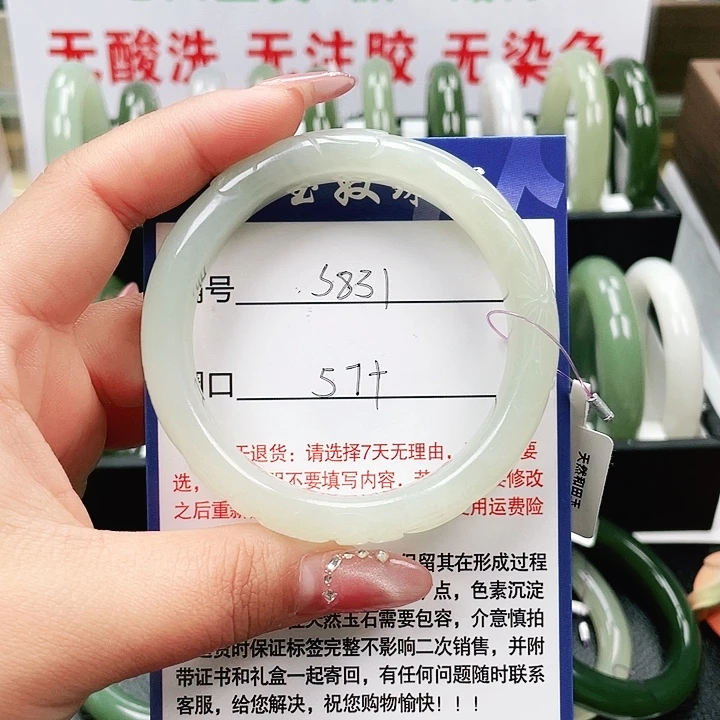 无酸洗 无注胶 无染色
号 5831
口 57+
无退货：请选择7天无理由，要
选，不要填写内容，修改
之后重新用运费险
保留其在形成过程
点，色素沉淀
天然玉石需要包容，介意慎拍
退货时保证标签完整不影响二次销售，并附
带证书和礼盒一起寄回，有任何问题随时联系
客服，给您解决，祝您购物愉快！！！
天然和田玉